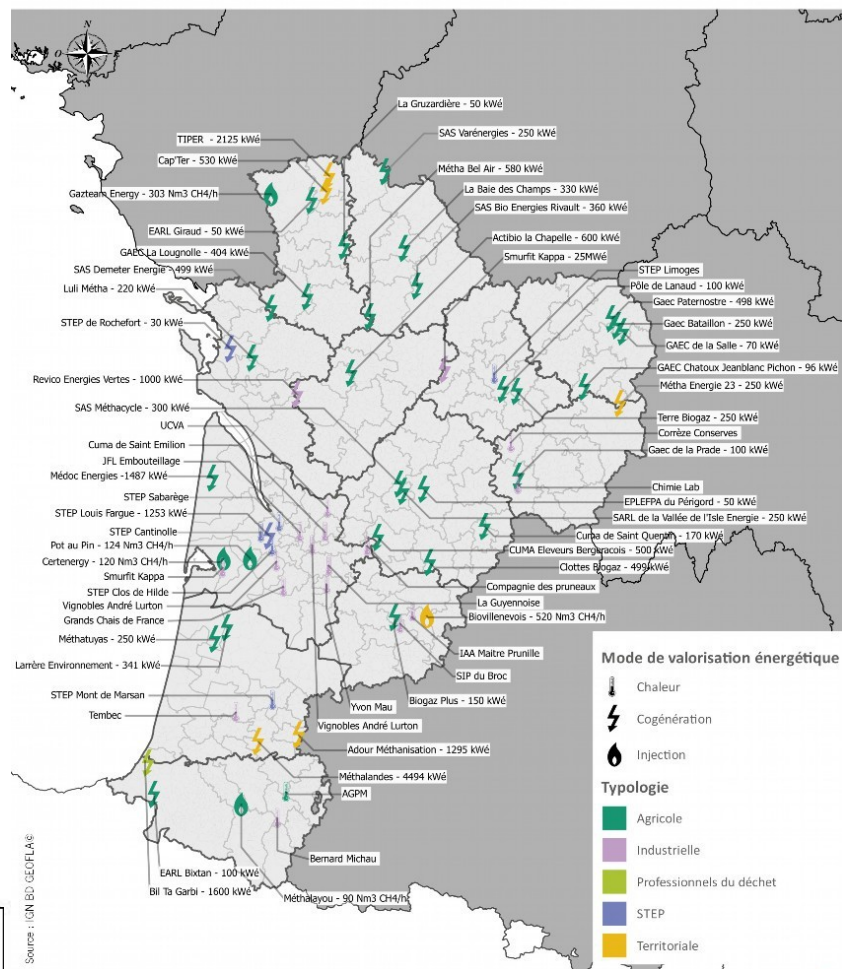 N
La Gruzardière - 50 kWé
TIPER - 2125 kWé
SAS Varénergies - 250 kWé
Cap'Ter - 530 kWé
Métha Bel Air - 580 kWé
Gazteam Energy - 303 Nm3 CH4/h
La Baie des Champs - 330 kWé
SAS Bio Energies Rivault - 360 kWé
EARL Giraud - 50 kWé
Actibio la Chapelle - 600 kWé
GAEC La Lougnolle - 404 kWé
Smurfit Kappa - 25MWé
SAS Demeter Energie - 499 kWé
STEP Limoges
Luli Métha - 220 kWé
Pôle de Lanaud - 100 kWé
Gaec Paternostre - 498 kWé
STEP de Rochefort - 30 kWé
Gaec Bataillon - 250 kWé
GAEC de la Salle - 70 kWé
GAEC Chatoux Jeanblanc Pichon - 96 kWé
Revico Energies Vertes - 1000 kWé
Métha Energie 23 - 250 kWé
SAS Méthacycle - 300 kWé
Terre Biogaz - 250 kWé
UCVA
Corrèze Conserves
Cuma de Saint Emilion
Gaec de la Prade - 100 kWé
JFL Embouteillage
Médoc Energies -1487 kWé
Chimie Lab
STEP Sabarège
EPLEFPA du Périgord - 50 kWé
STEP Louis Fargue - 1253 kWé
SARL de la Vallée de l'Isle Energie - 250 kWé
STEP Cantinolle
Cuma de Saint Quentin - 170 kWé
Pot au Pin - 124 Nm3 CH4/h
CUMA Eleveurs Bergeracois - 500 kWé
Certenergy - 120 Nm3 CH4/h
Clottes Biogaz - 499kWé
Smurfit Kappa
STEP Clos de Hilde
Compagnie des pruneaux
Vignobles André Lurton
La Guyennoise
Grands Chais de France
Biovillenevois - 520 Nm3 CH4/h
Méthatuyas - 250 kWé
IAA Maitre Prunille
Larrère Environnement - 341 kWé
SIP du Broc
Biogaz Plus - 150 kWé
STEP Mont de Marsan
Yvon Mau
Tembec
Vignobles André Lurton
Adour Méthanisation - 1295 kWé
Méthalandes - 4494 kWé
AGPM
Bernard Michau
EARL Bixtan - 100 kWé
Bil Ta Garbi - 1600 kWé
Méthalayou - 90 Nm3 CH4/h
Mode de valorisation énergétique
Chaleur
Cogénération
Injection
Typologie
Agricole
Industrielle
Professionnels du déchet
STEP
Territoriale
Source : IGN BD GEOFLA©